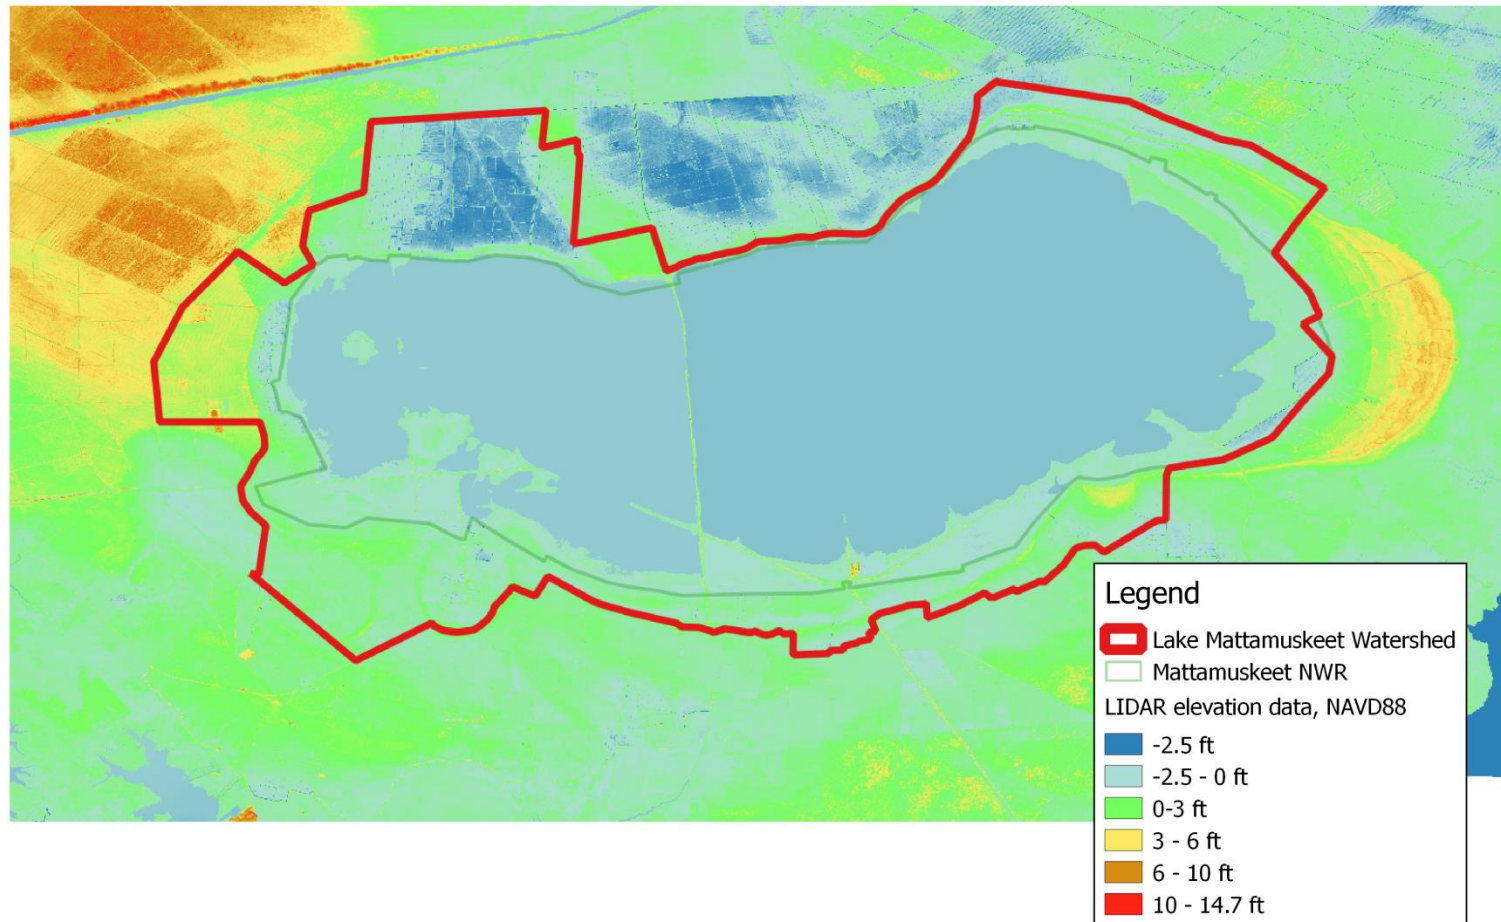 Legend
Lake Mattamuskeet Watershed
Mattamuskeet NWR
LIDAR elevation data, NAVD88
-2.5 ft
-2.5 - 0 ft
0-3 ft
3 - 6 ft
6 - 10 ft
10 - 14.7 ft